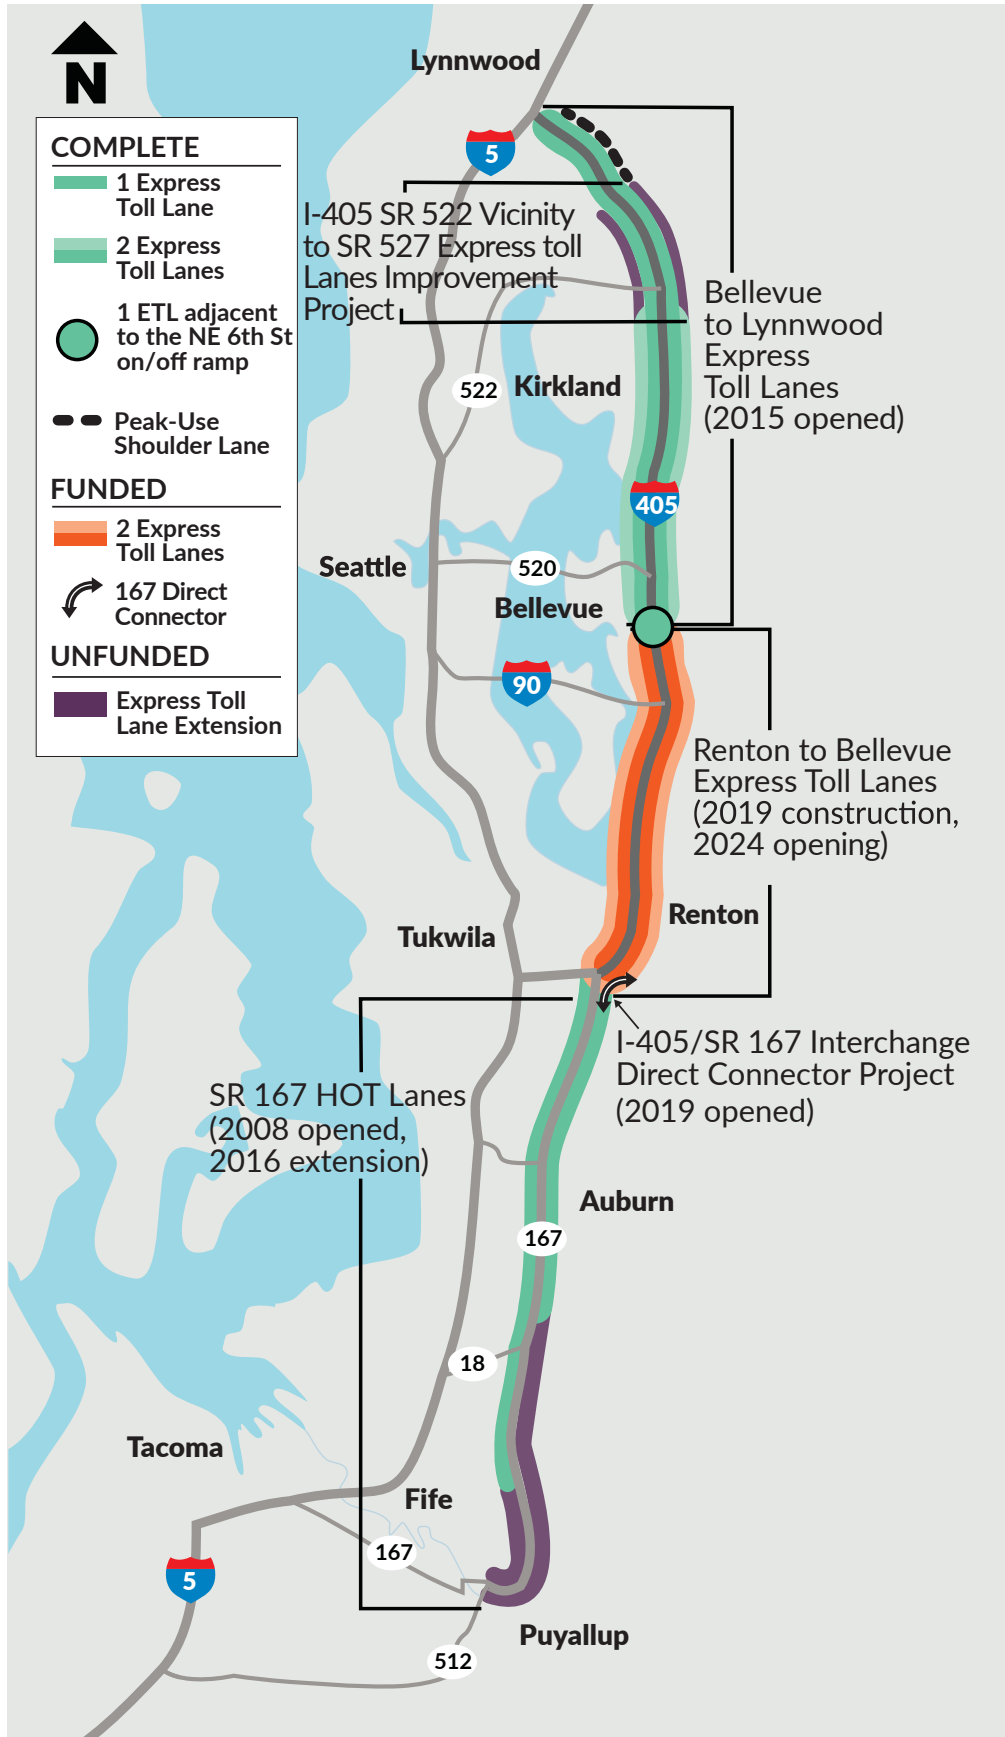 N
COMPLETE
1 Express
Toll Lane
2 Express
Toll Lanes
1 ETL adjacent
to the NE 6th St
on/off ramp
Peak-Use
Shoulder Lane
FUNDED
2 Express
Toll Lanes
167 Direct
Connector
UNFUNDED
Express Toll
Lane Extension
Lynnwood
5
I-405 SR 522 Vicinity
to SR 527 Express toll
Lanes Improvement
Project
Bellevue
to Lynnwood
Express
Toll Lanes
(2015 opened)
522
Kirkland
405
Seattle
520
Bellevue
90
Renton to Bellevue
Express Toll Lanes
(2019 construction,
2024 opening)
Renton
Tukwila
I-405/SR 167 Interchange
Direct Connector Project
(2019 opened)
SR 167 HOT Lanes
(2008 opened,
2016 extension)
Auburn
167
18
Tacoma
Fife
167
5
Puyallup
512